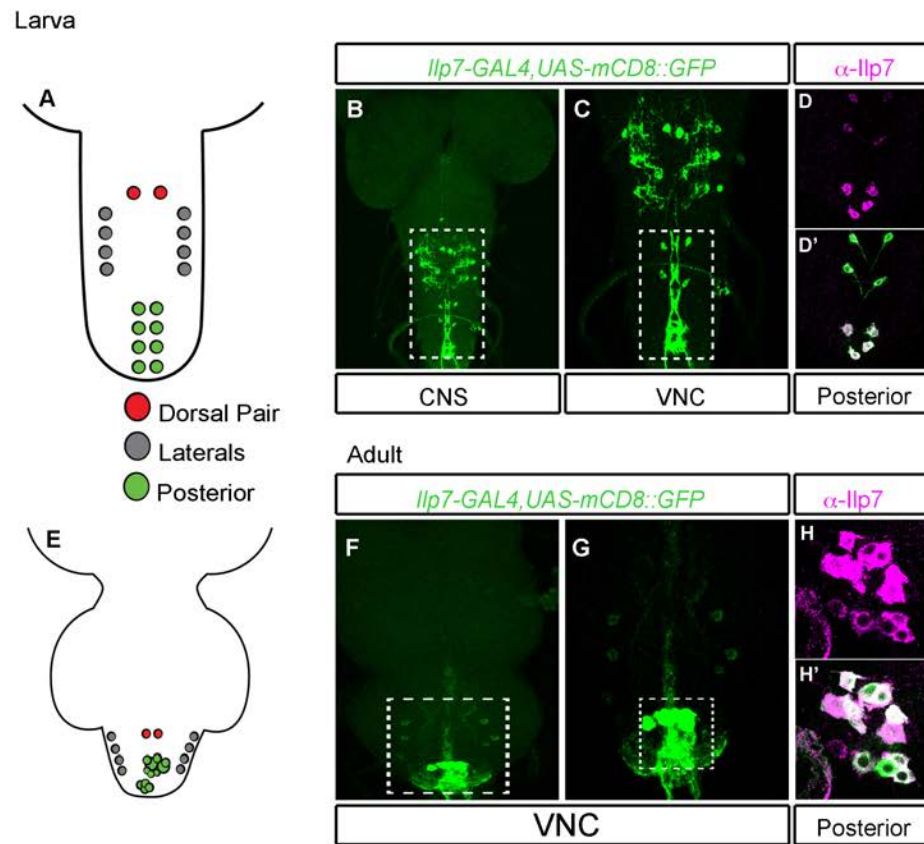 Larva
A
Dorsal Pair
Laterals
Posterior
Ilp7-GAL4,UAS-mCD8::GFP
α-Ilp7
B
C
D
D'
CNS
VNC
Posterior
Adult
E
Ilp7-GAL4,UAS-mCD8::GFP
α-Ilp7
F
G
H
H'
VNC
Posterior